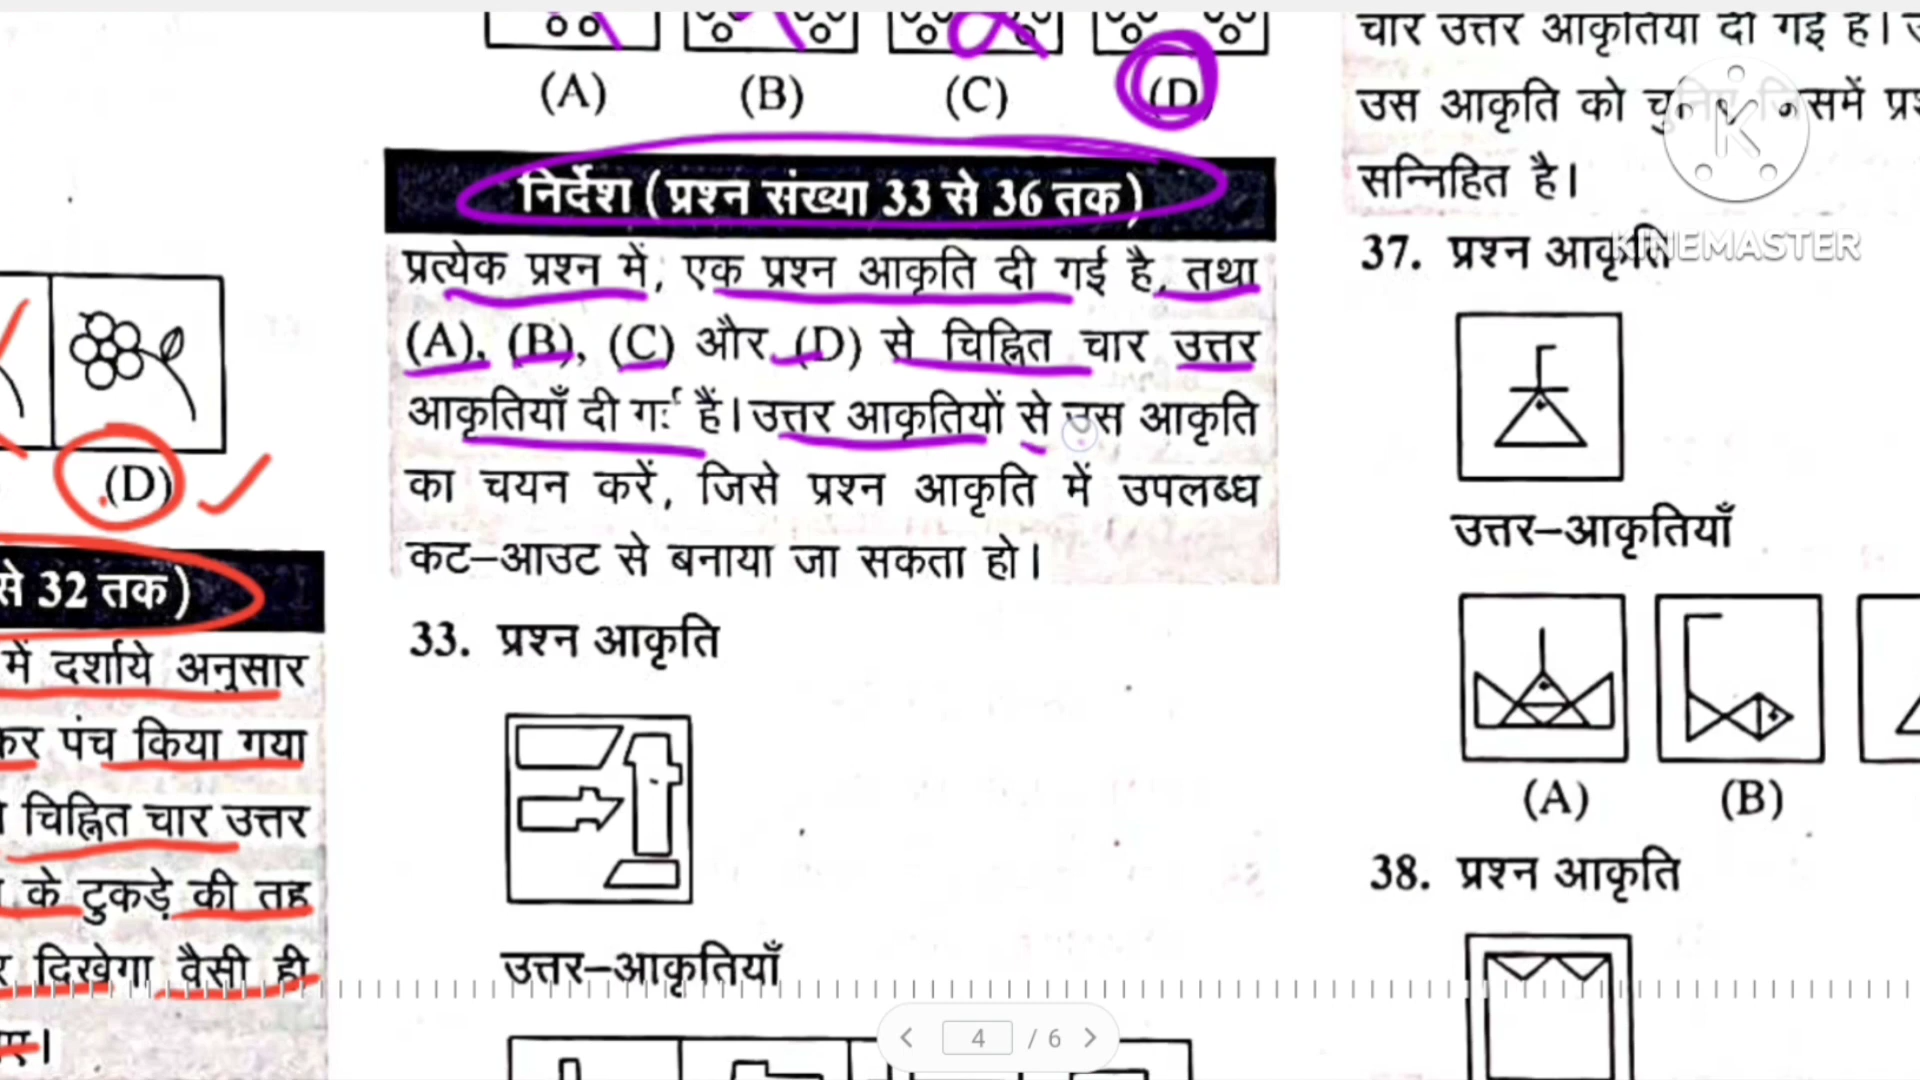 (D)
से 32 तक)
में दर्शाये अनुसार
कर पंच किया गया
चिह्नित चार उत्तर
के टुकड़े की तह
दिखेगा वैसी ही
(A) (B) (C) (D)
निर्देश (प्रश्न संख्या 33 से 36 तक)
प्रत्येक प्रश्न में, एक प्रश्न आकृति दी गई है, तथा
(A), (B), (C) और (D) से चिह्नित चार उत्तर
आकृतियाँ दी हैं। उत्तर आकृतियों से उस आकृति
का चयन करें, जिसे प्रश्न आकृति में उपलब्ध
कट–आउट से बनाया जा सकता हो।
33. प्रश्न आकृति
उत्तर–आकृतियाँ
चार उत्तर आकृतियाँ दी गई हैं।
उस आकृति को
सन्निहित है।
K
KINEMASTER
37. प्रश्न आकृति
उत्तर–आकृतियाँ
(A) (B)
38. प्रश्न आकृति
4 / 6